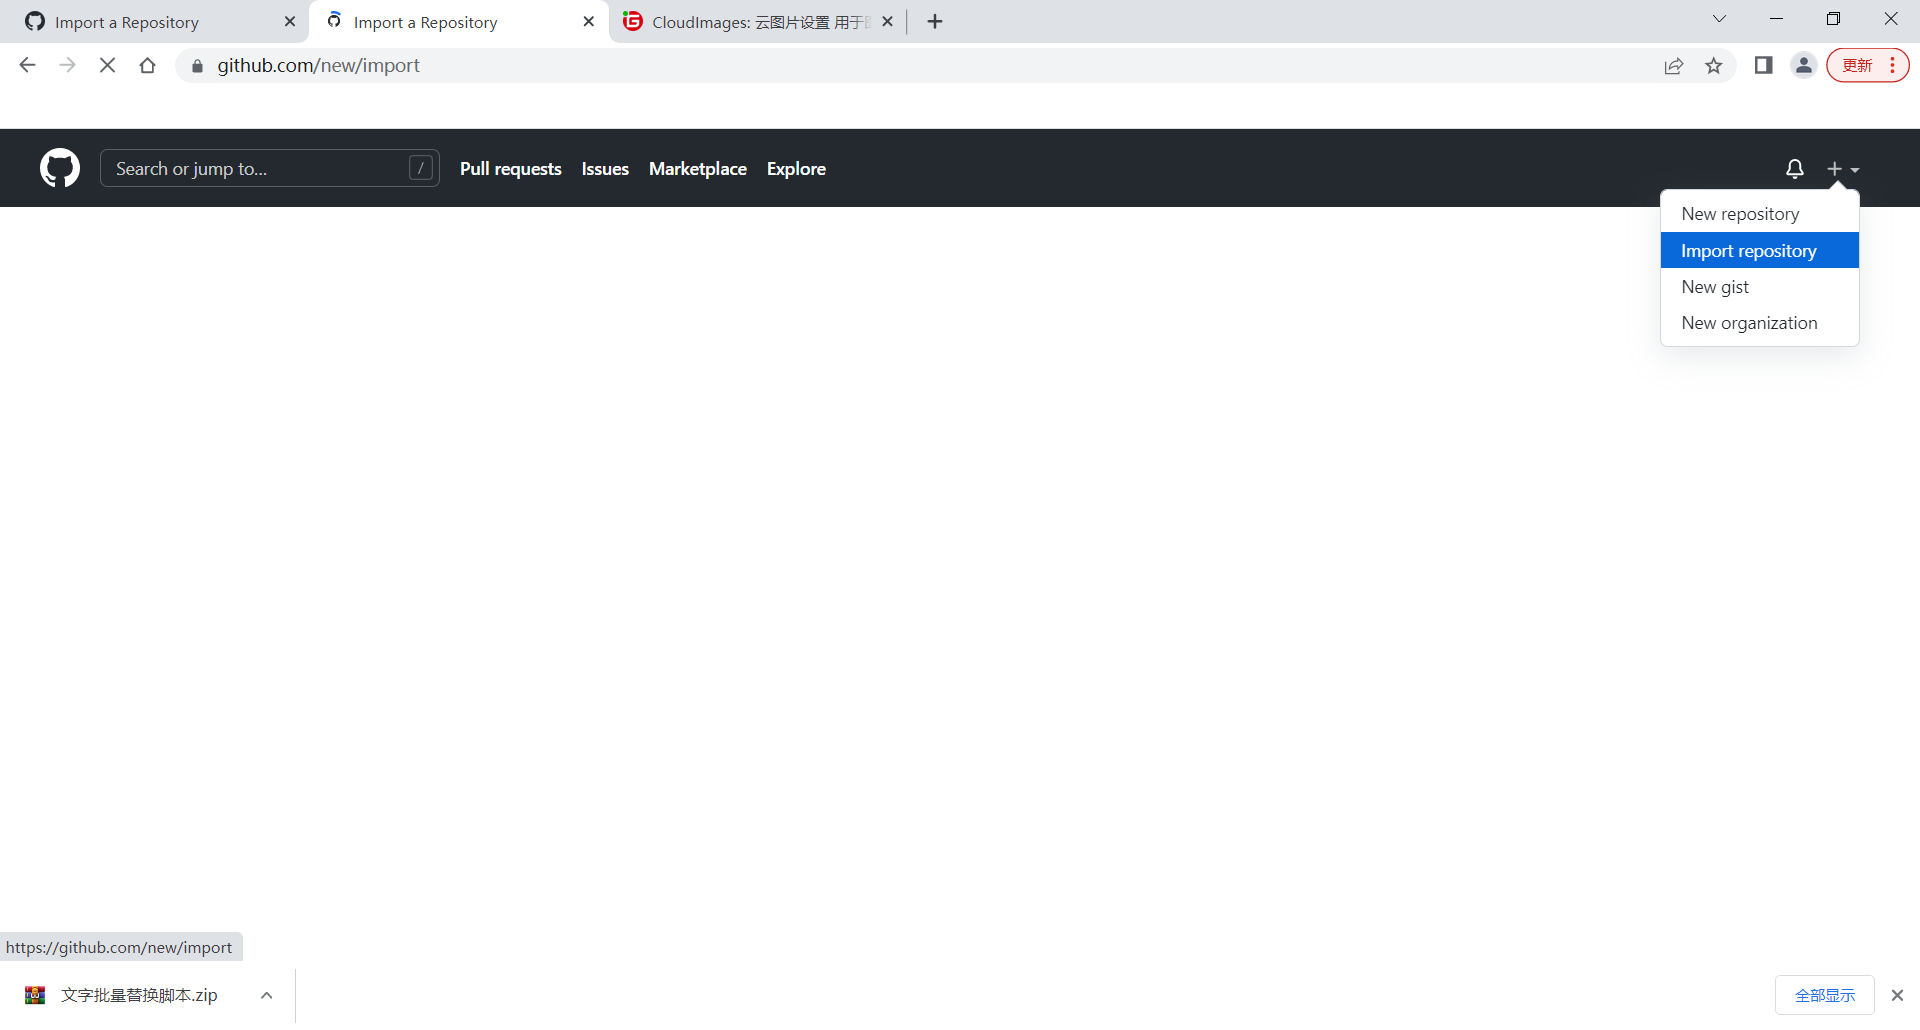 Import a Repository
Import a Repository
CloudImages: 云图片设置 用于
github.com/new/import
更新
Search or jump to...
/
Pull requests
Issues
Marketplace
Explore
New repository
Import repository
New gist
New organization
https://github.com/new/import
文字批量替换脚本.zip
全部显示